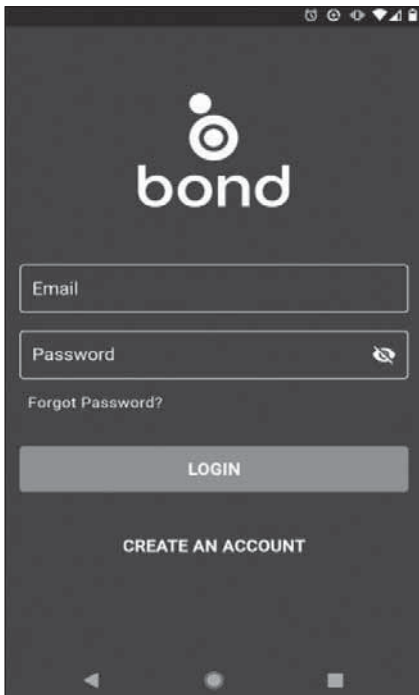 bond
Email
Password
Forgot Password?
LOGIN
CREATE AN ACCOUNT